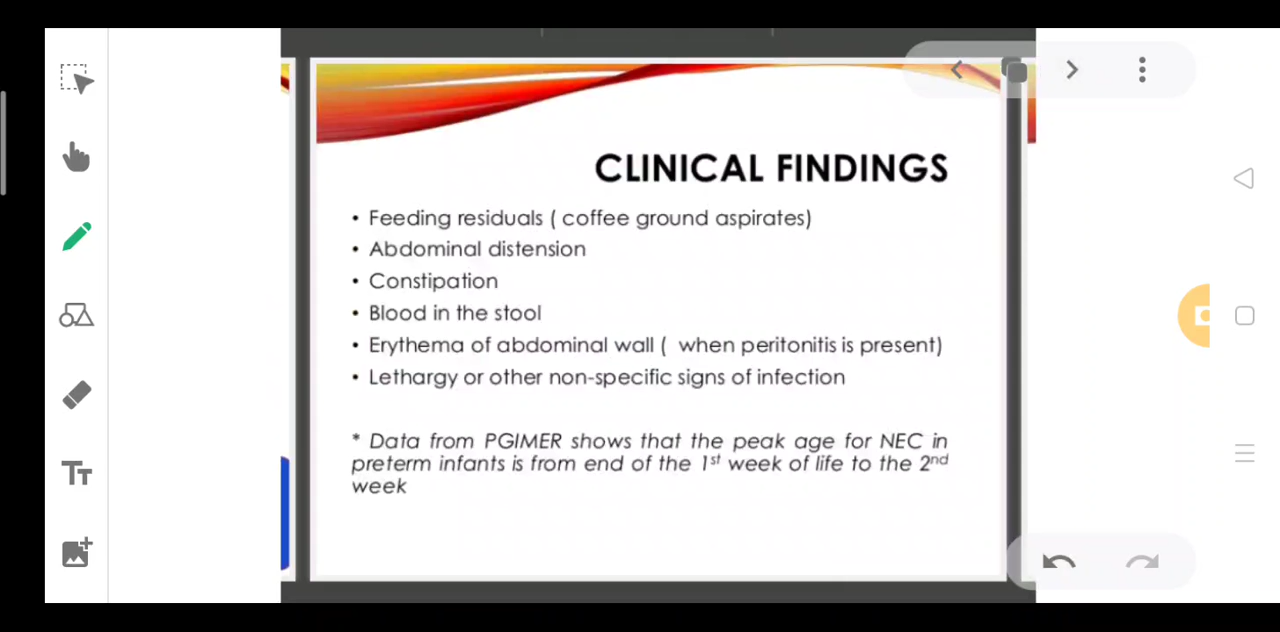 CLINICAL FINDINGS
• Feeding residuals ( coffee ground aspirates)
• Abdominal distension
• Constipation
• Blood in the stool
• Erythema of abdominal wall (  when peritonitis is present)
• Lethargy or other non-specific signs of infection
* Data from PGIMER shows that the peak age for NEC in
preterm infants is from end of the 1st week of life to the 2nd
week
TT